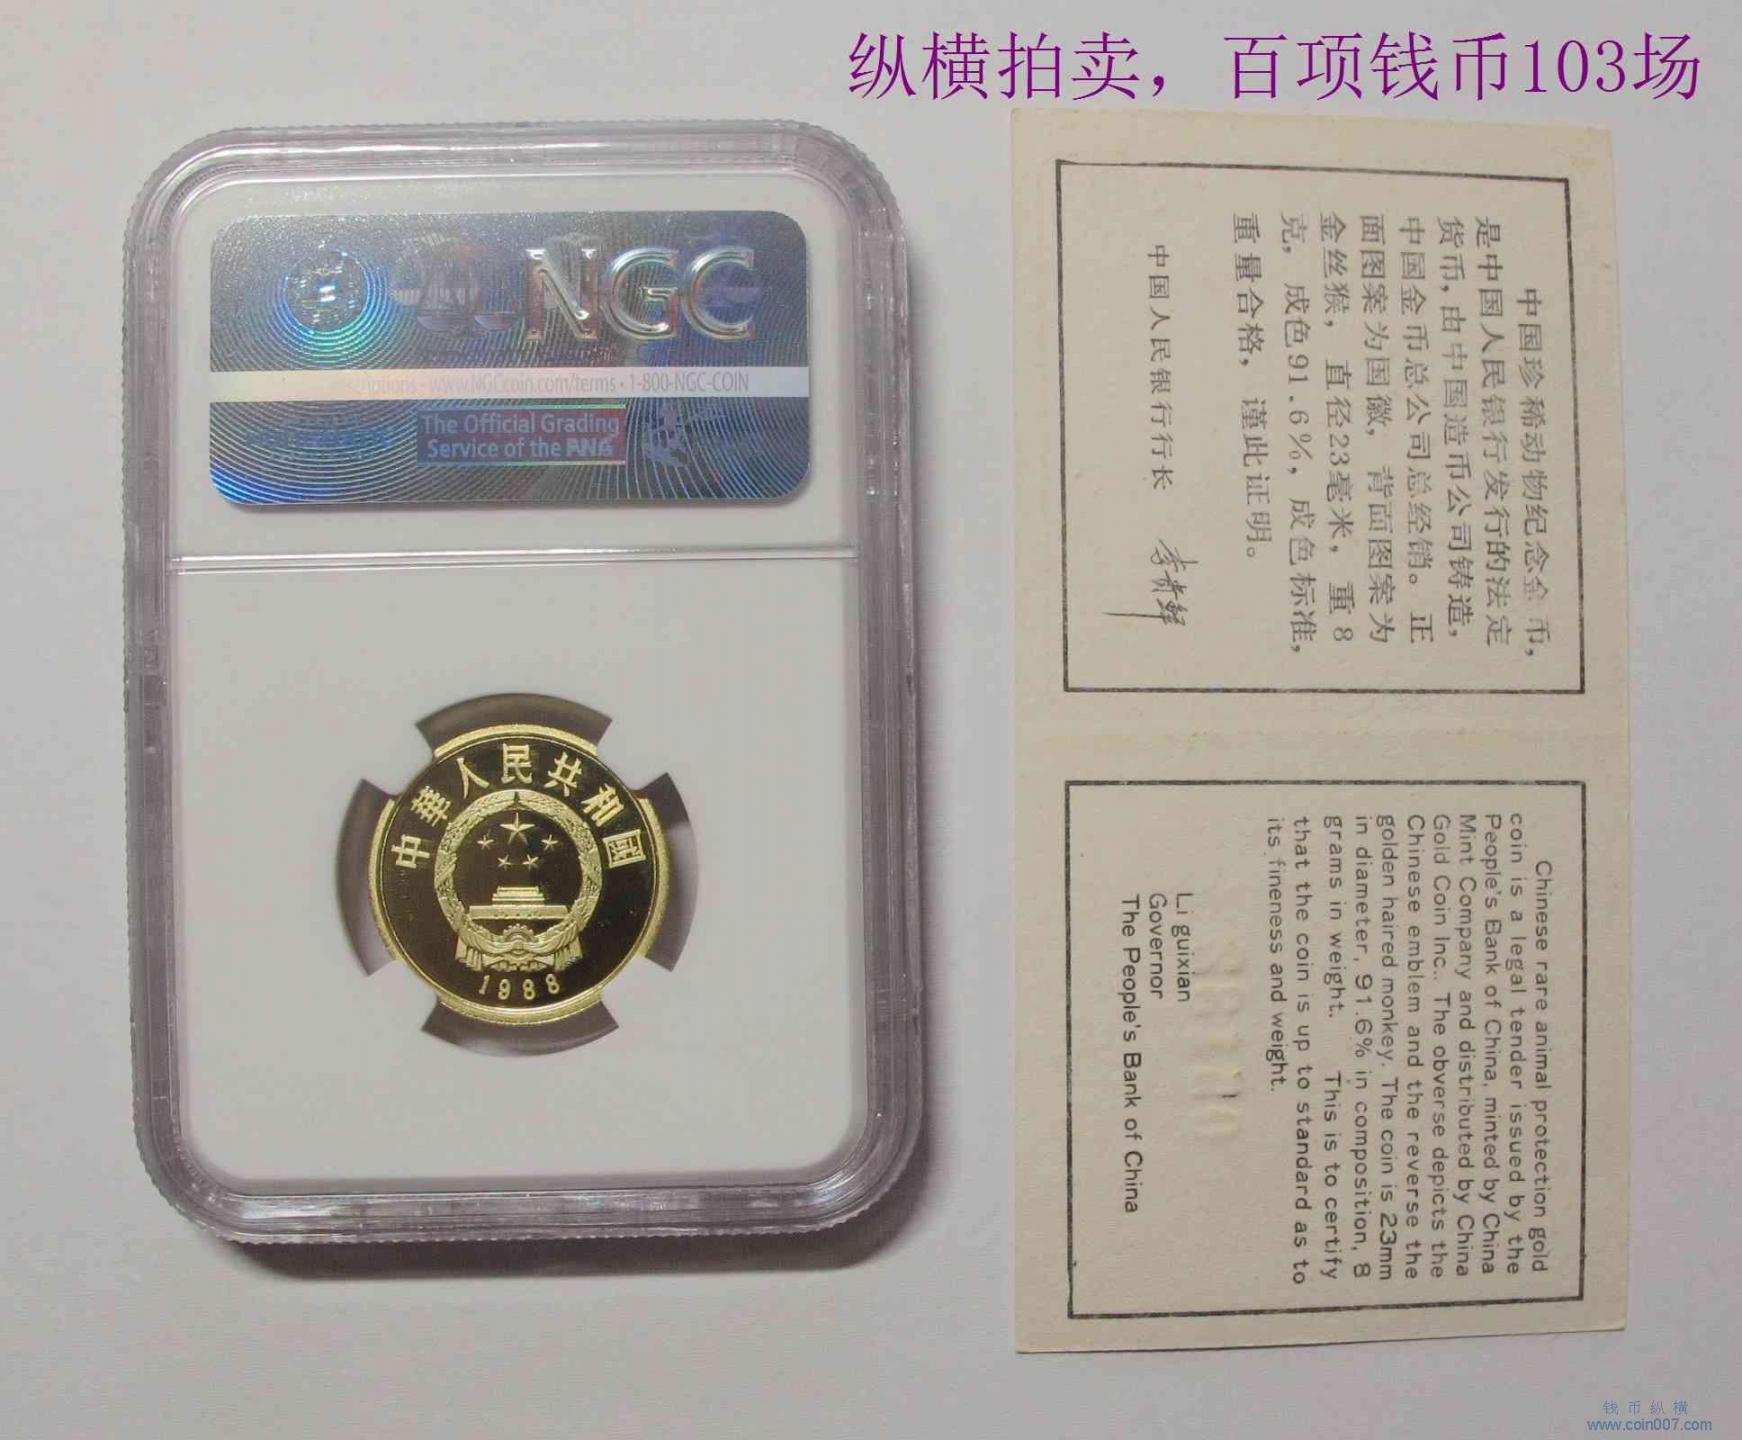 纵横拍卖，百项钱币103场
NGC
www.NGCcoin.com/terms • 1-800-NGC-COIN
The Official Grading
Service of the ANA
中華人民共和國
1988
中国珍稀动物纪念金币，
是中国人民银行发行的法定
货币，由中国造币公司铸造，
中国金币总公司总经销。正
面图案为国徽，背面图案为
金丝猴，直径23毫米，重8
克，成色91.6%，成色标准，
重量合格，谨此证明。
中国人民银行行长 李贵鲜
Chinese rare animal protection gold
coin is a legal tender issued by the
People's Bank of China, minted by China
Mint Company and distributed by China
Gold Coin Inc.. The obverse depicts the
Chinese emblem and the reverse the
golden haired monkey. The coin is 23mm
in diameter, 91.6% in composition, 8
grams in weight. This is to certify
that the coin is up to standard as to
its fineness and weight.
Li guixian
Governor
The People's Bank of China
钱币纵横
www.coin007.com